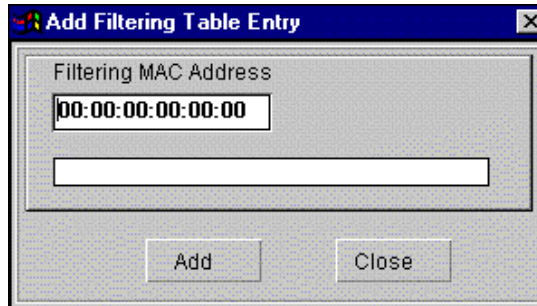 Add Filtering Table Entry
Filtering MAC Address
00:00:00:00:00:00
Add Close